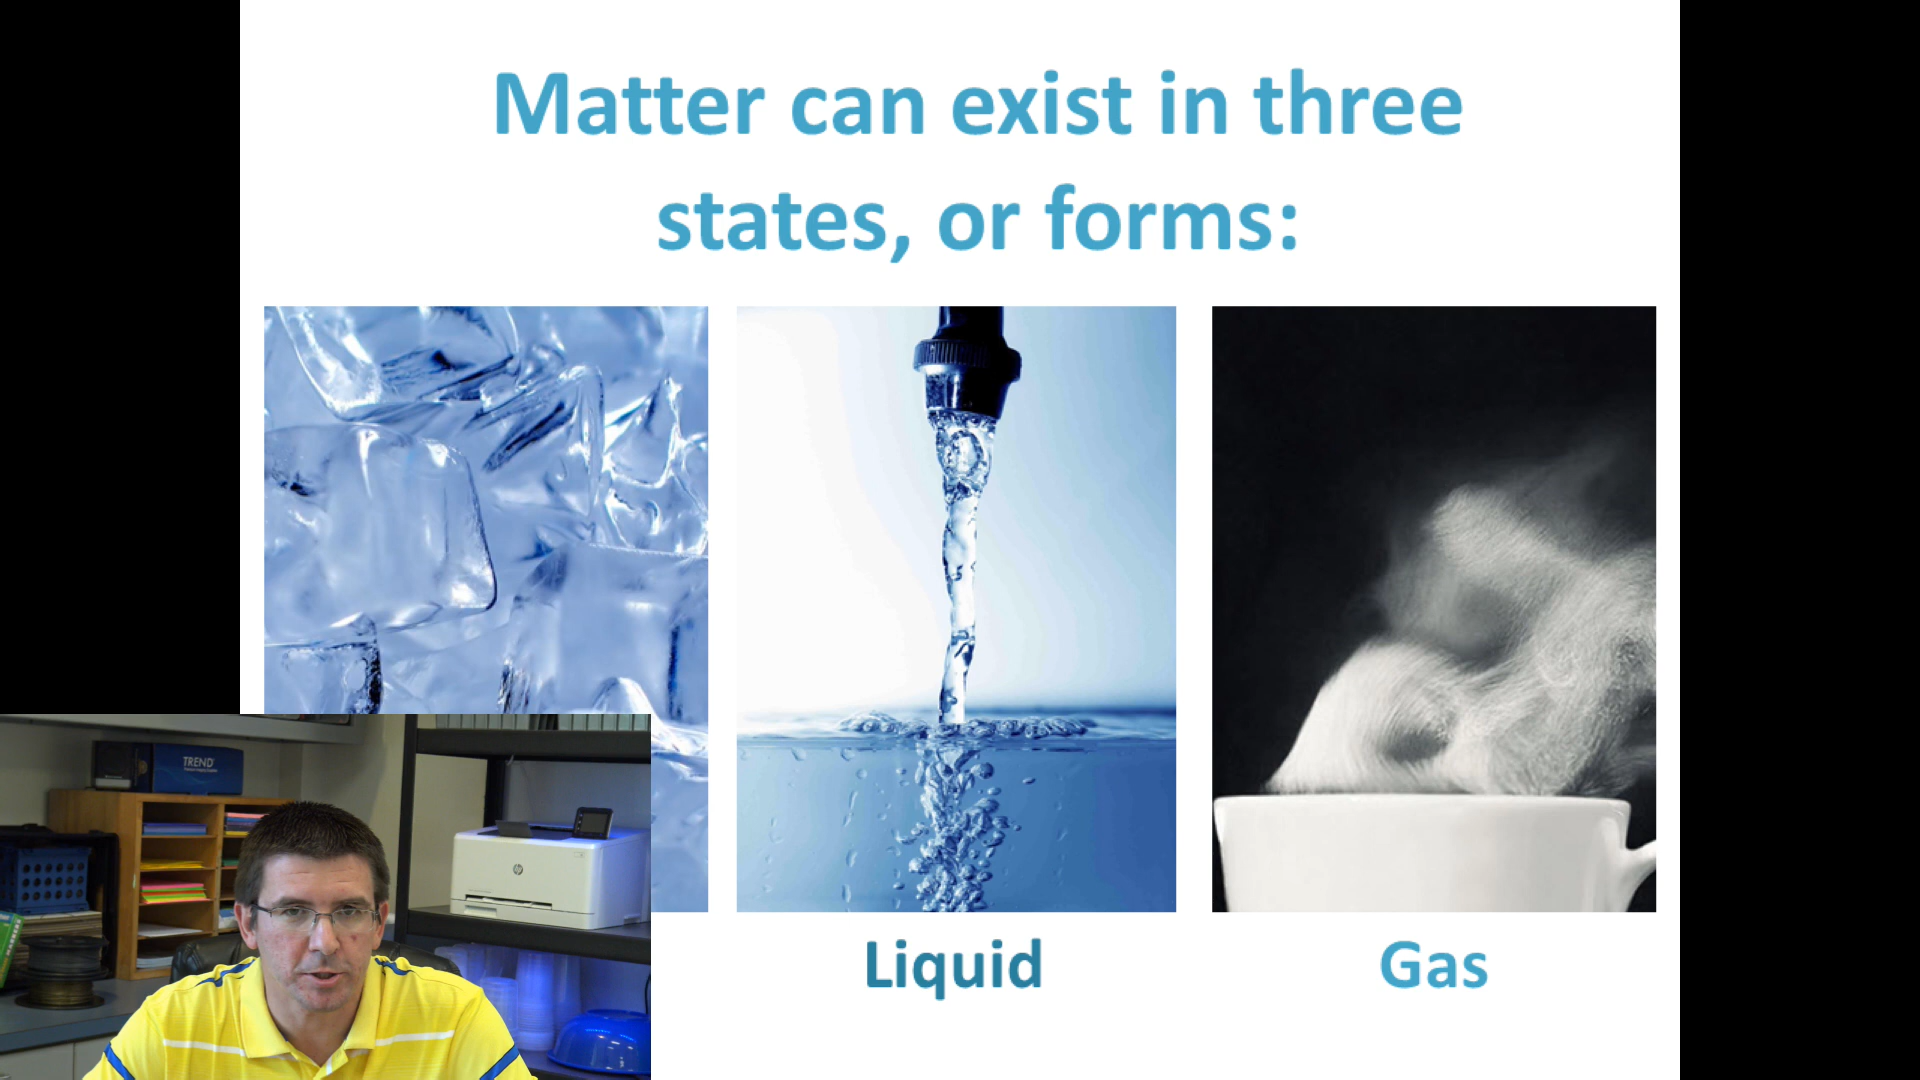 Matter can exist in three
states, or forms:
Liquid
Gas
TREND
hp